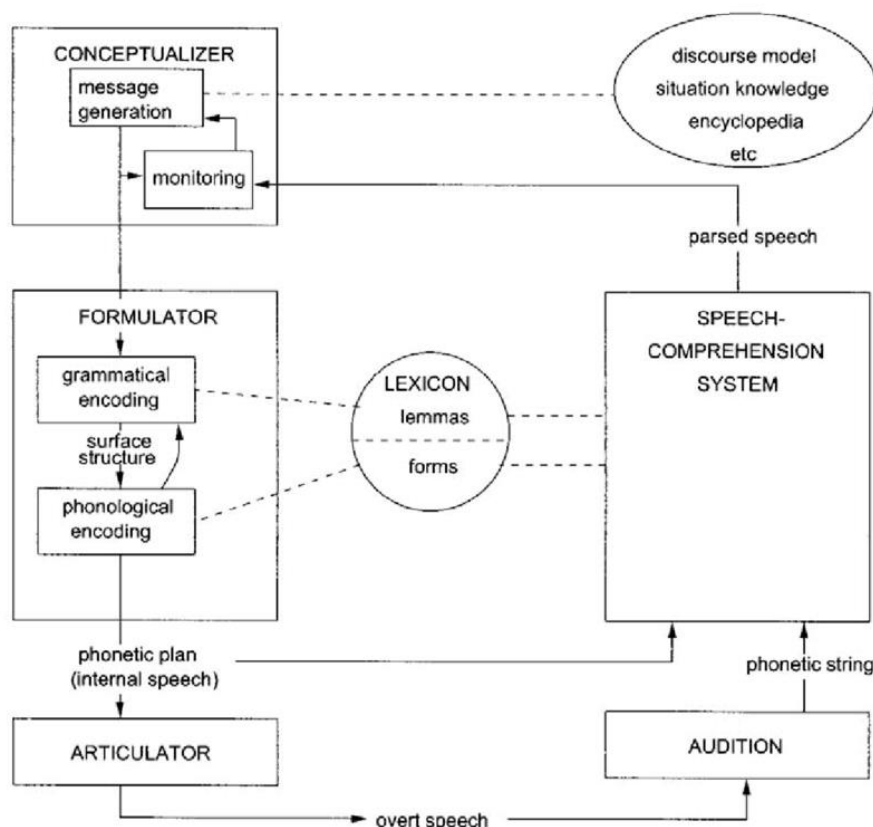 CONCEPTUALIZER
message
generation
monitoring
discourse model
situation knowledge
encyclopedia
etc
parsed speech
FORMULATOR
grammatical
encoding
surface
structure
phonological
encoding
LEXICON
lemmas
forms
SPEECH-
COMPREHENSION
SYSTEM
phonetic plan
(internal speech)
phonetic string
ARTICULATOR
AUDITION
overt speech